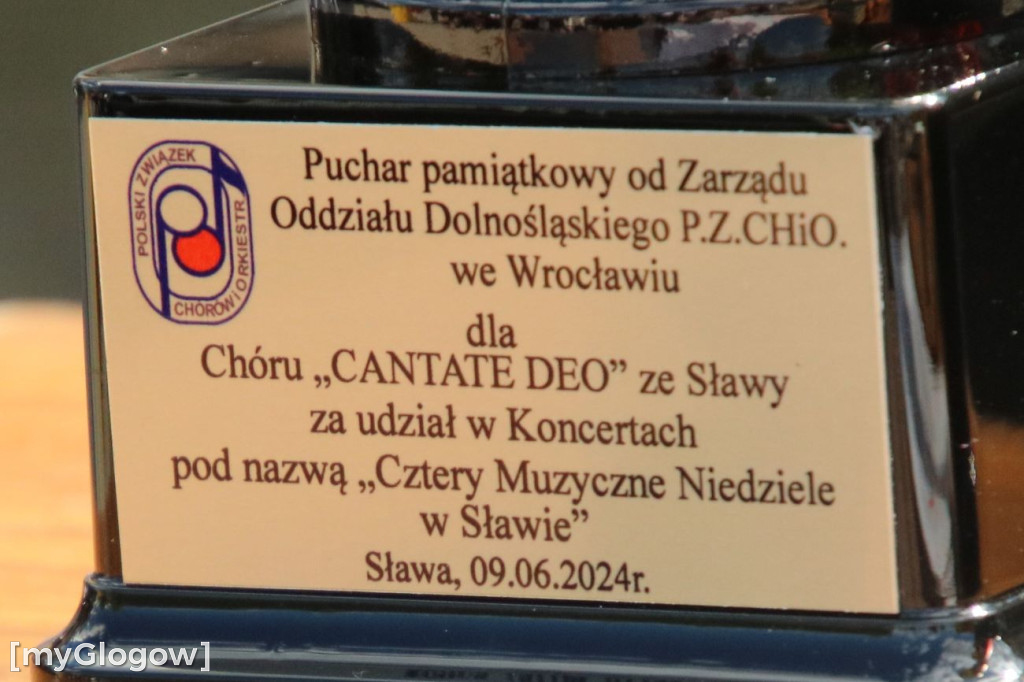 POLSKI ZWIĄZEK
CHÓRÓW i ORKIESTR
Puchar pamiątkowy od Zarządu
Oddziału Dolnośląskiego P.Z.CHiO.
we Wrocławiu
dla
Chóru „CANTATE DEO” ze Sławy
za udział w Koncertach
pod nazwą „Cztery Muzyczne Niedziele
w Sławie”
Sława, 09.06.2024r.
[myGlogow]